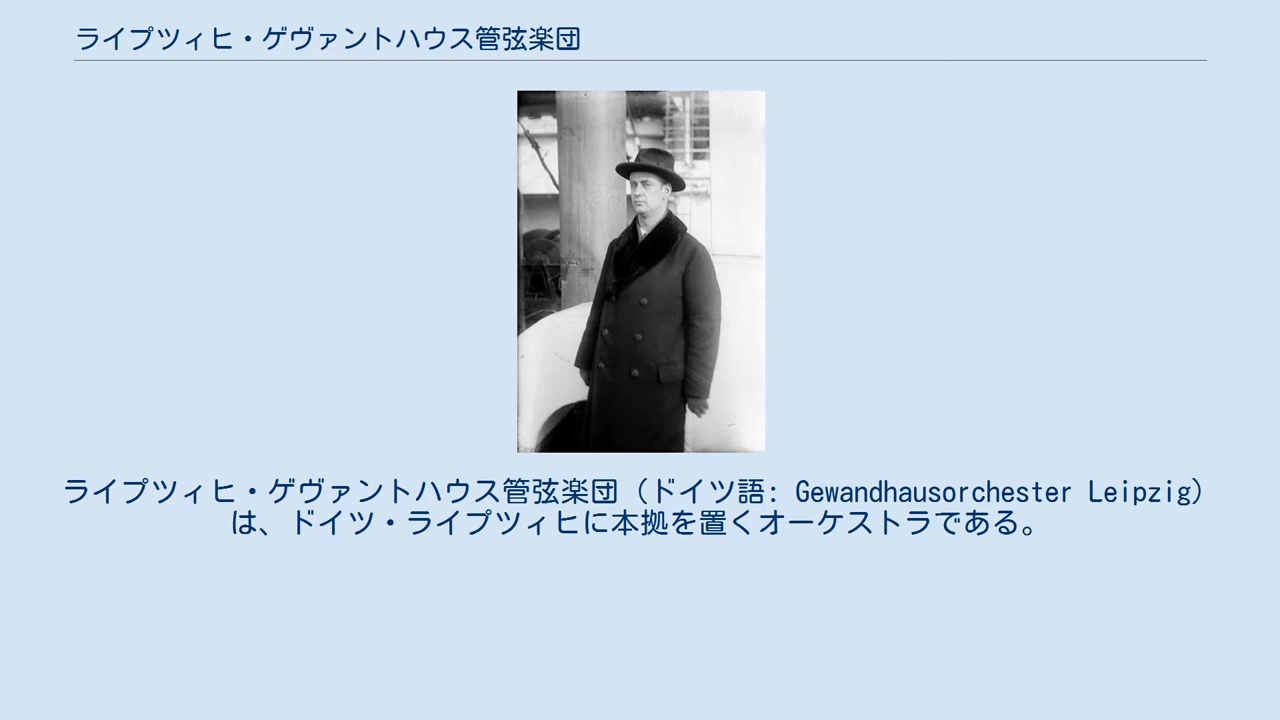 ライプツィヒ・ゲヴァントハウス管弦楽団
ライプツィヒ・ゲヴァントハウス管弦楽団（ドイツ語: Gewandhausorchester Leipzig）
は、ドイツ・ライプツィヒに本拠を置くオーケストラである。